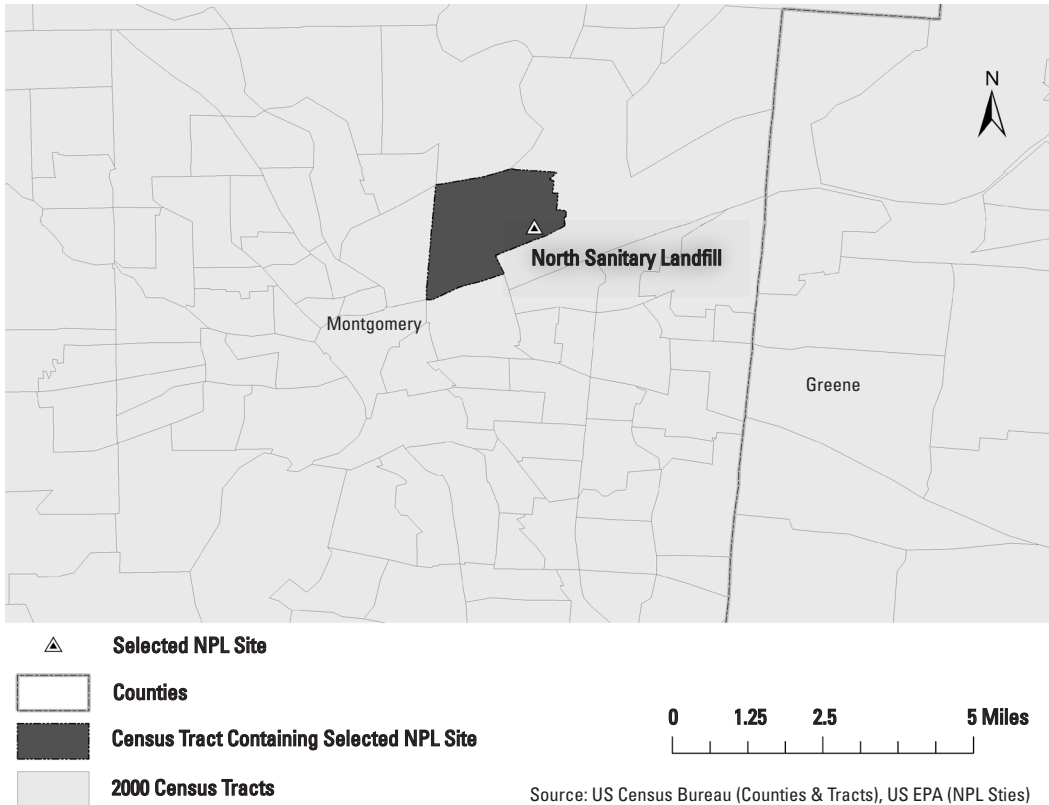 N
North Sanitary Landfill
Montgomery
Greene
Selected NPL Site
Counties
Census Tract Containing Selected NPL Site
2000 Census Tracts
0 1.25 2.5 5 Miles
Source: US Census Bureau (Counties & Tracts), US EPA (NPL Sties)